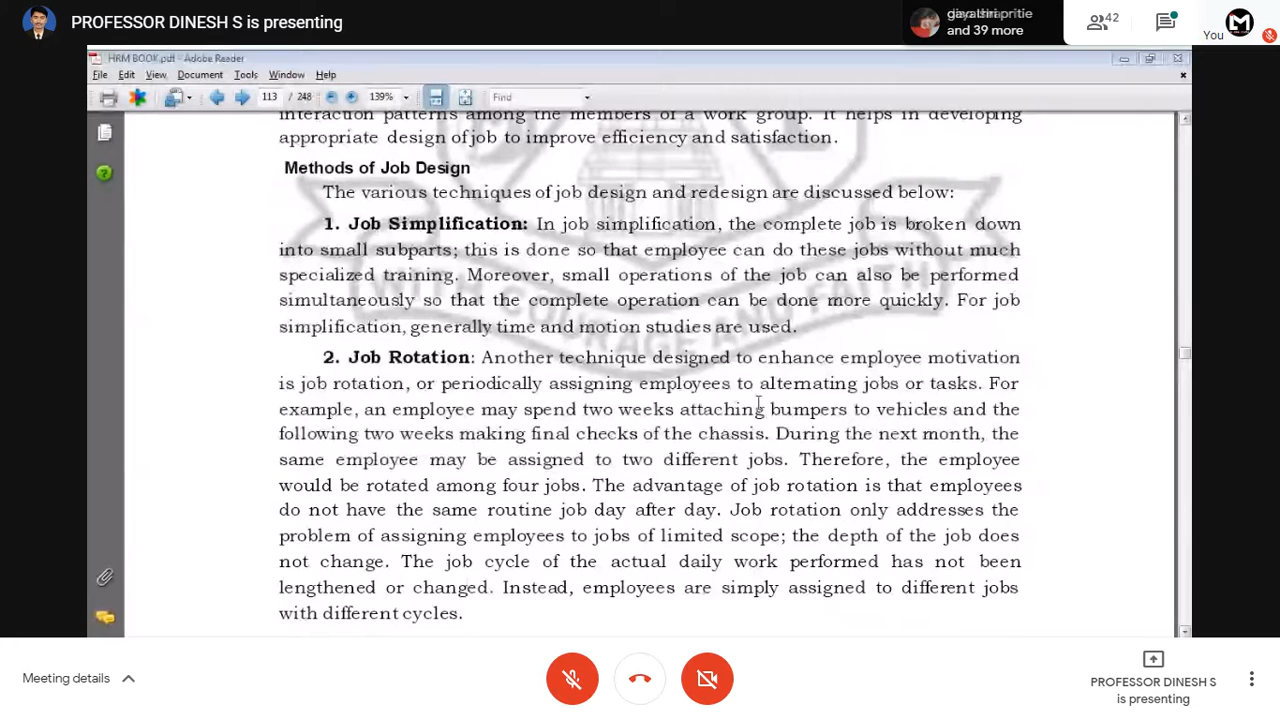 PROFESSOR DINESH S is presenting
and 39 more
42
You
HRM BOOK.pdf - Adobe Reader
File Edit View Document Tools Window Help
113 / 248 139% Find
interaction patterns among the members of a work group. It helps in developing
appropriate design of job to improve efficiency and satisfaction.
Methods of Job Design
The various techniques of job design and redesign are discussed below:
1. Job Simplification: In job simplification, the complete job is broken down
into small subparts; this is done so that employee can do these jobs without much
specialized training. Moreover, small operations of the job can also be performed
simultaneously so that the complete operation can be done more quickly. For job
simplification, generally time and motion studies are used.
2. Job Rotation: Another technique designed to enhance employee motivation
is job rotation, or periodically assigning employees to alternating jobs or tasks. For
example, an employee may spend two weeks attaching bumpers to vehicles and the
following two weeks making final checks of the chassis. During the next month, the
same employee may be assigned to two different jobs. Therefore, the employee
would be rotated among four jobs. The advantage of job rotation is that employees
do not have the same routine job day after day. Job rotation only addresses the
problem of assigning employees to jobs of limited scope; the depth of the job does
not change. The job cycle of the actual daily work performed has not been
lengthened or changed. Instead, employees are simply assigned to different jobs
with different cycles.
WITH COURAGE AND FAITH
Meeting details
PROFESSOR DINESH S
is presenting